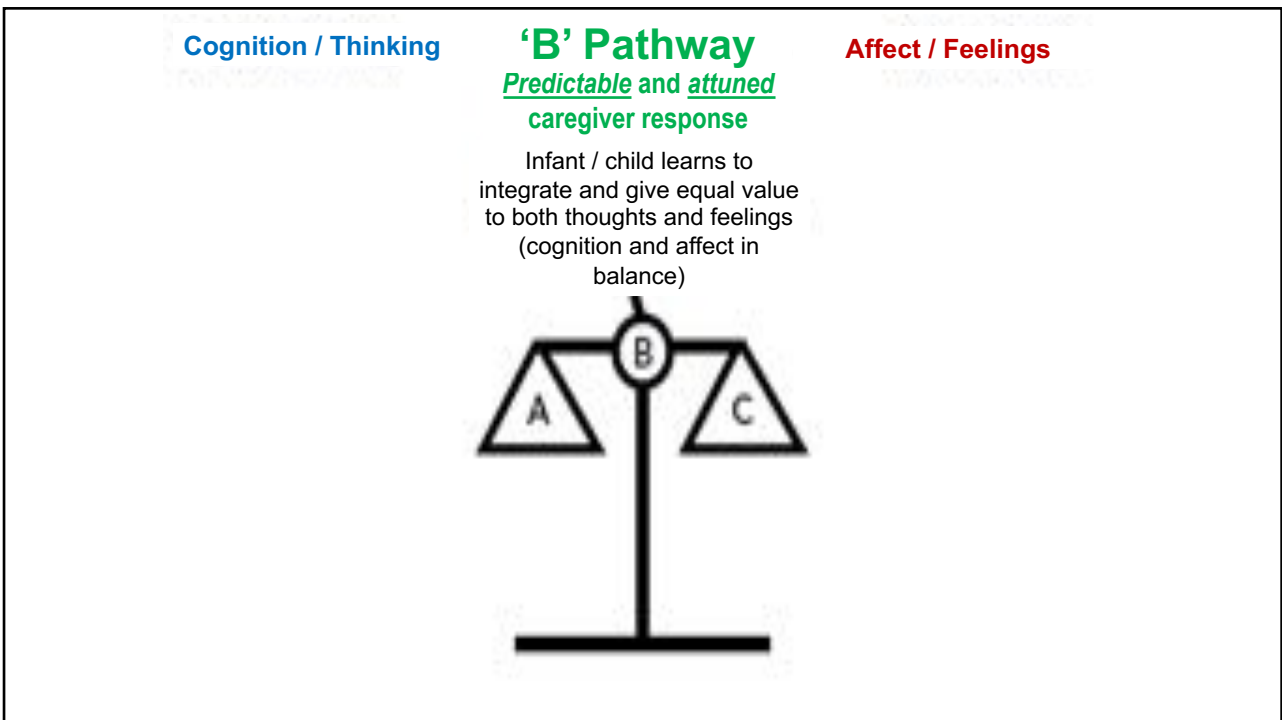 Cognition / Thinking
‘B’ Pathway
Affect / Feelings
Predictable and attuned
caregiver response
Infant / child learns to
integrate and give equal value
to both thoughts and feelings
(cognition and affect in
balance)
B
A
C